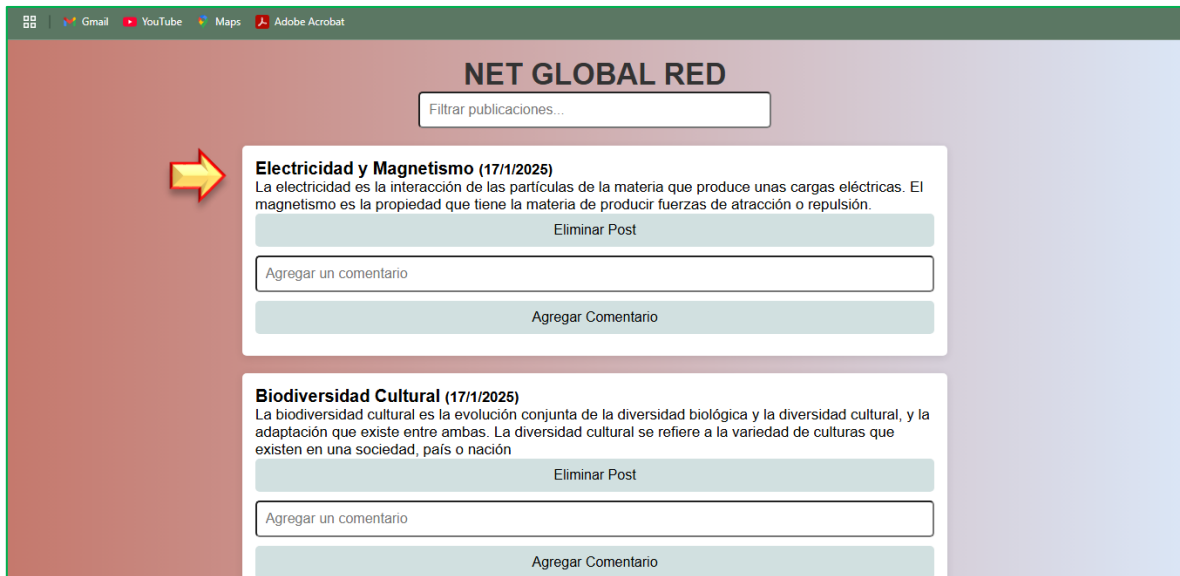 Gmail YouTube Maps Adobe Acrobat
NET GLOBAL RED
Filtrar publicaciones...
Electricidad y Magnetismo (17/1/2025)
La electricidad es la interacción de las partículas de la materia que produce unas cargas eléctricas. El
magnetismo es la propiedad que tiene la materia de producir fuerzas de atracción o repulsión.
Eliminar Post
Agregar un comentario
Agregar Comentario
Biodiversidad Cultural (17/1/2025)
La biodiversidad cultural es la evolución conjunta de la diversidad biológica y la diversidad cultural, y la
adaptación que existe entre ambas. La diversidad cultural se refiere a la variedad de culturas que
existen en una sociedad, país o nación
Eliminar Post
Agregar un comentario
Agregar Comentario